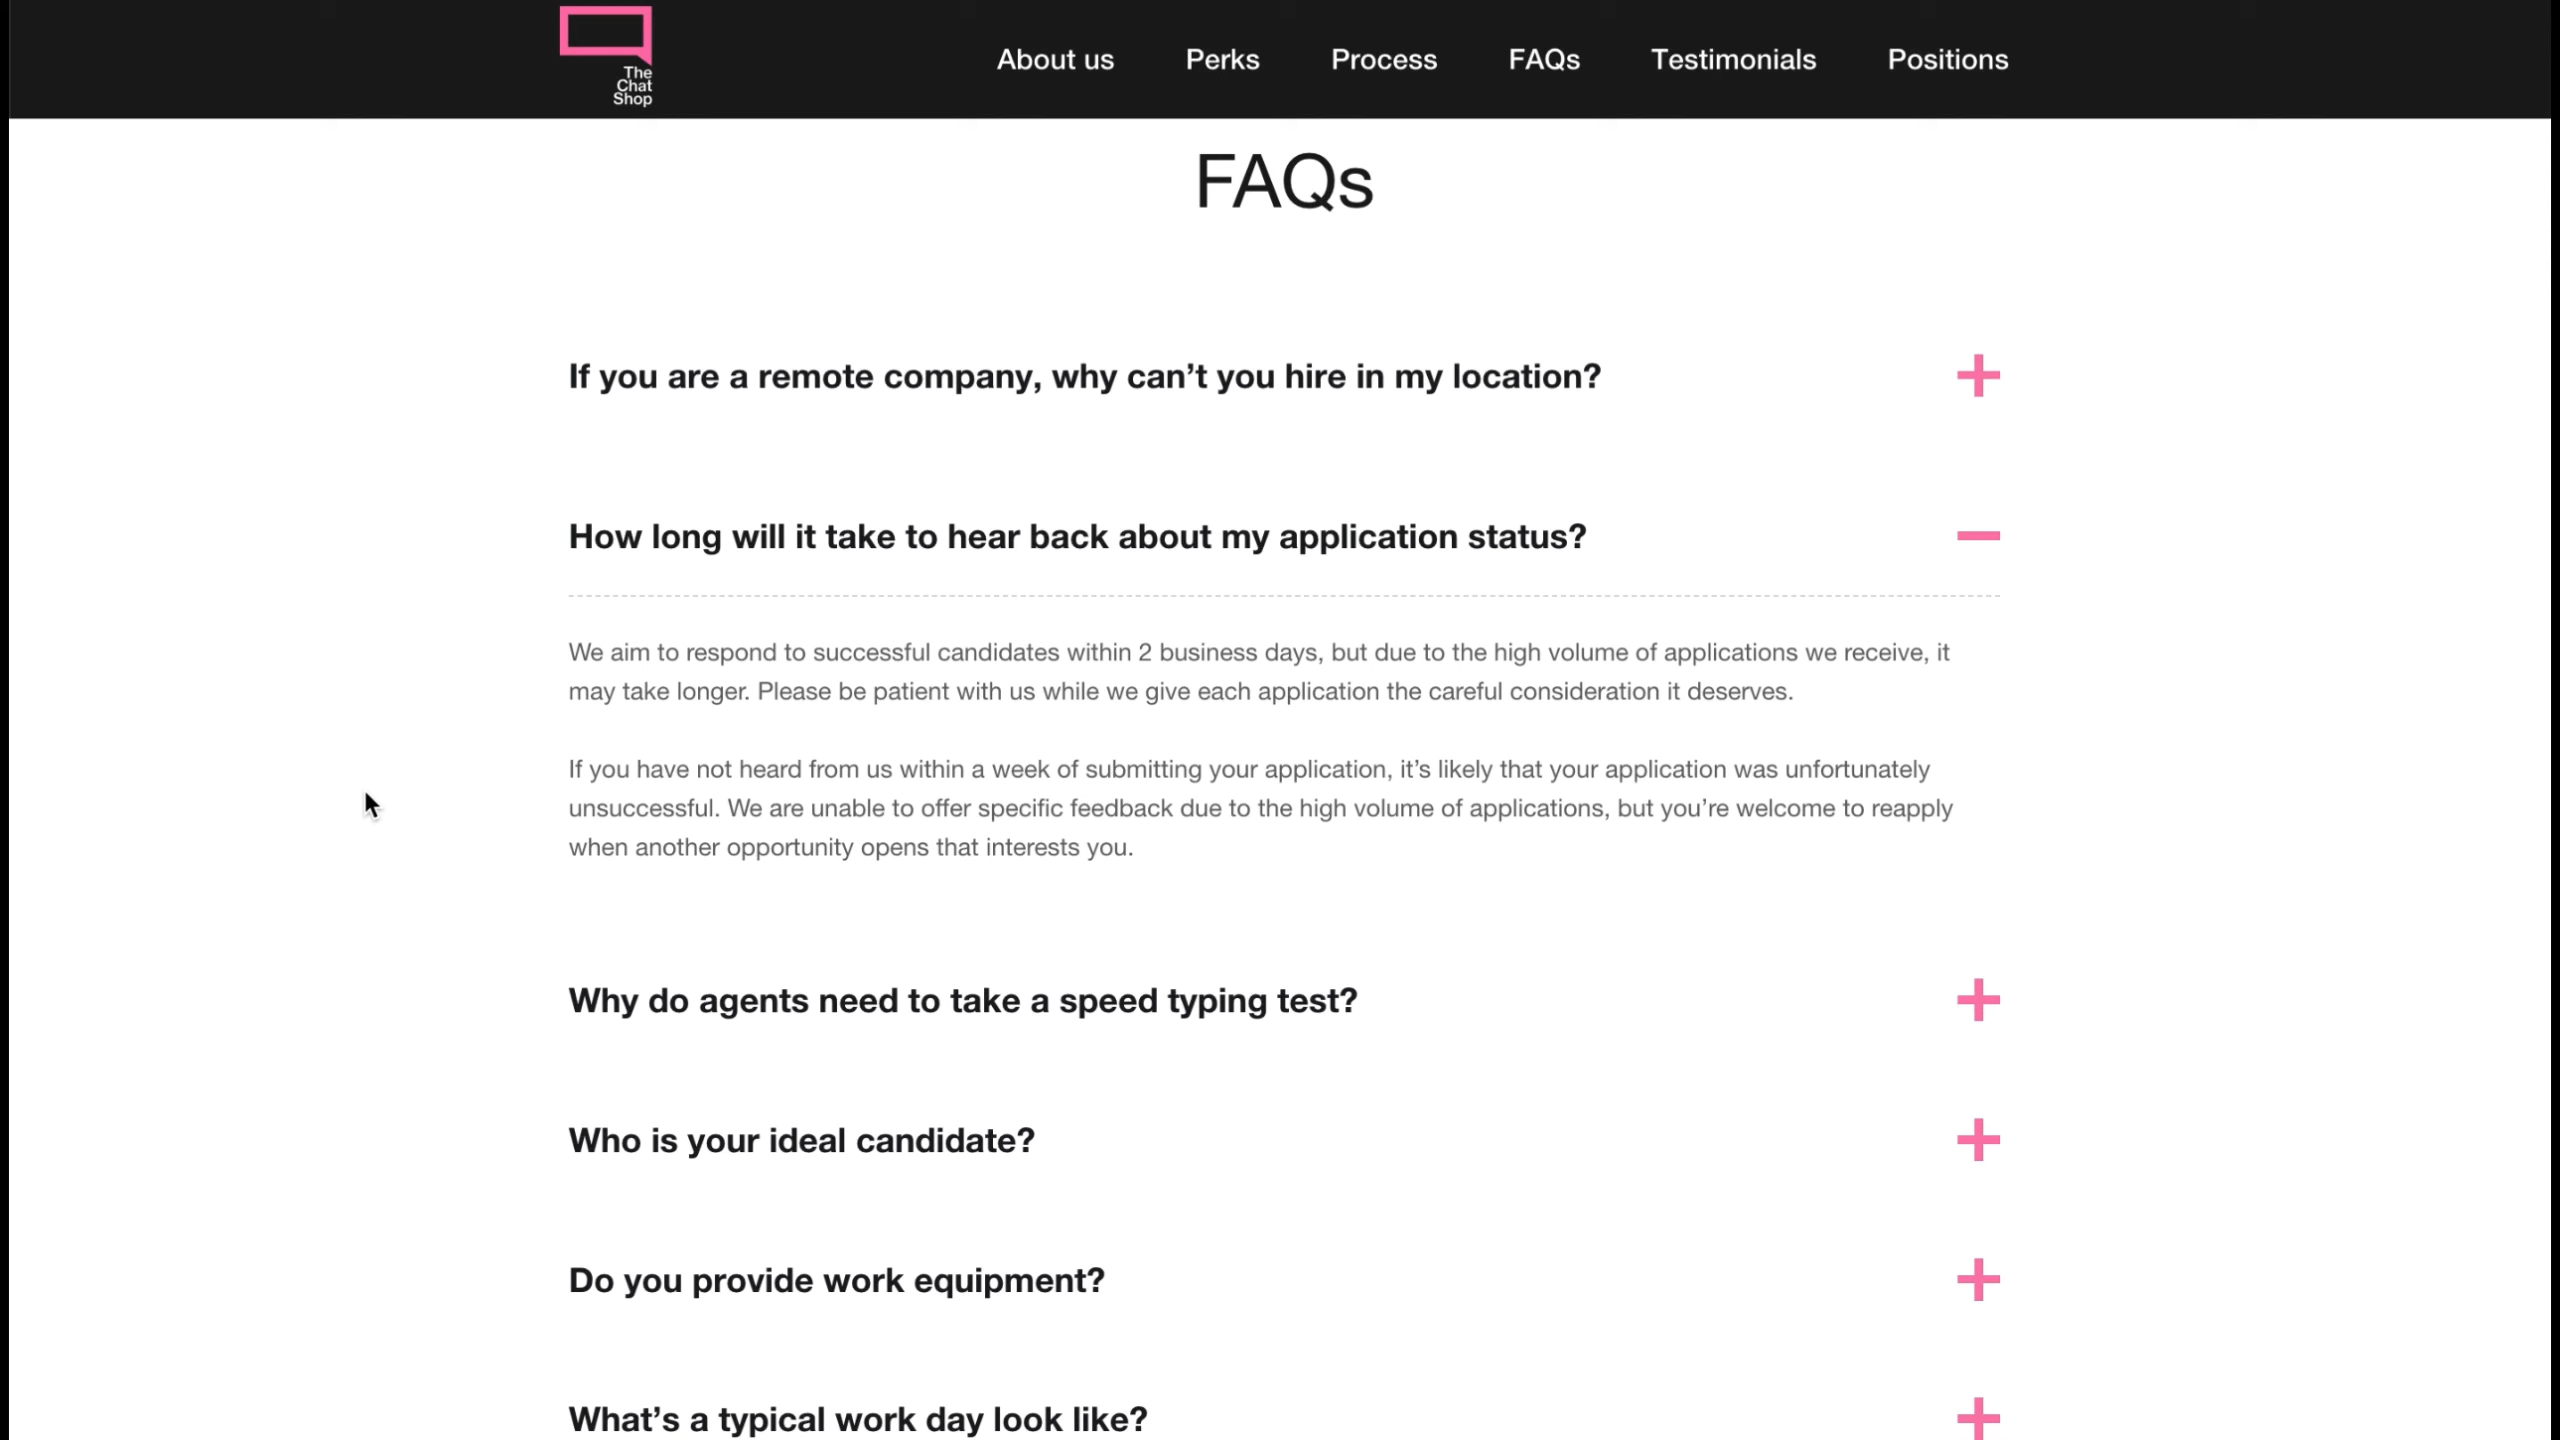 The
Chat
Shop
About us Perks Process FAQs Testimonials Positions
FAQs
If you are a remote company, why can’t you hire in my location?
How long will it take to hear back about my application status?
We aim to respond to successful candidates within 2 business days, but due to the high volume of applications we receive, it
may take longer. Please be patient with us while we give each application the careful consideration it deserves.
If you have not heard from us within a week of submitting your application, it’s likely that your application was unfortunately
unsuccessful. We are unable to offer specific feedback due to the high volume of applications, but you’re welcome to reapply
when another opportunity opens that interests you.
Why do agents need to take a speed typing test?
Who is your ideal candidate?
Do you provide work equipment?
What’s a typical work day look like?